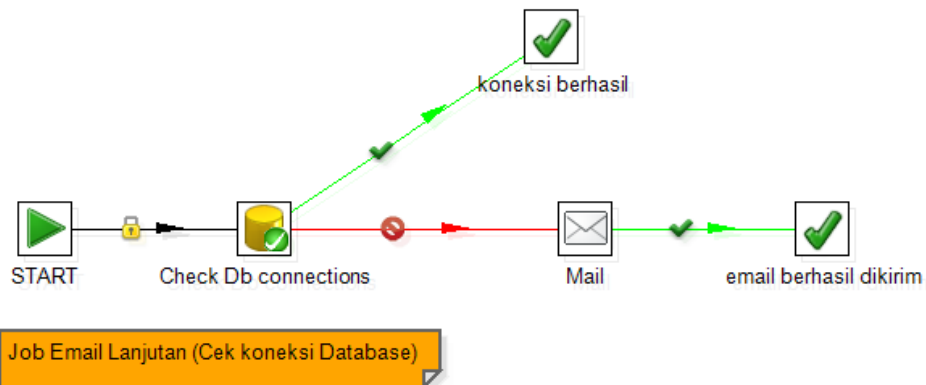 koneksi berhasil
START
Check Db connections
Mail
email berhasil dikirim
Job Email Lanjutan (Cek koneksi Database)